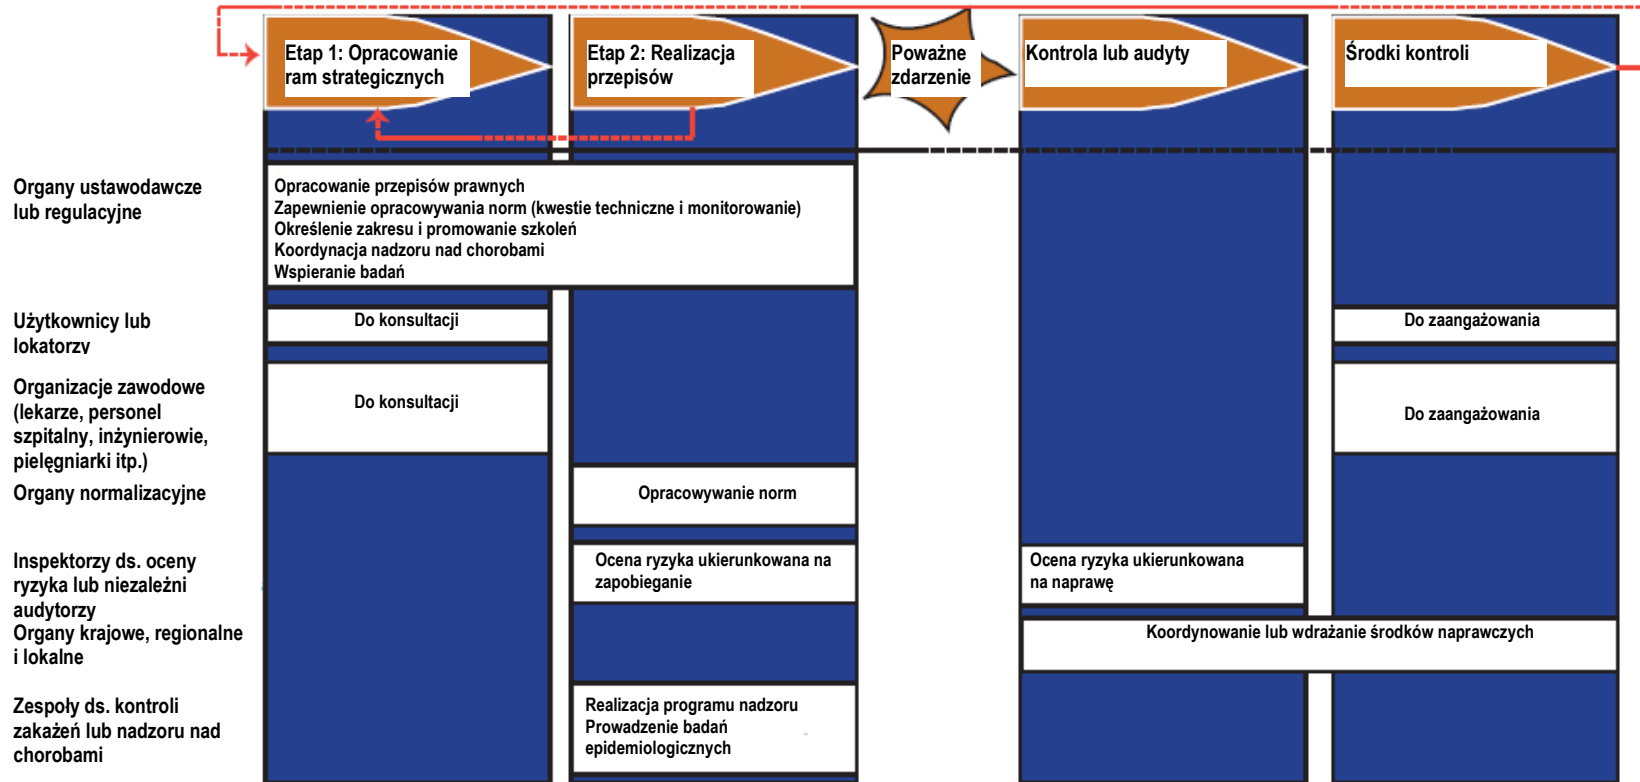 Etap 1: Opracowanie
ram strategicznych
Etap 2: Realizacja
przepisów
Poważne
zdarzenie
Kontrola lub audyty
Środki kontroli
Organy ustawodawcze
lub regulacyjne
Opracowanie przepisów prawnych
Zapewnienie opracowywania norm (kwestie techniczne i monitorowanie)
Określenie zakresu i promowanie szkoleń
Koordynacja nadzoru nad chorobami
Wspieranie badań
Użytkownicy lub
lokatorzy
Do konsultacji
Do zaangażowania
Organizacje zawodowe
(lekarze, personel
szpitalny, inżynierowie,
pielęgniarki itp.)
Do konsultacji
Do zaangażowania
Organy normalizacyjne
Opracowywanie norm
Inspektorzy ds. oceny
ryzyka lub niezależni
audytorzy
Ocena ryzyka ukierunkowana na
zapobieganie
Ocena ryzyka ukierunkowana
na naprawę
Organy krajowe, regionalne
i lokalne
Koordynowanie lub wdrażanie środków naprawczych
Zespoły ds. kontroli
zakażeń lub nadzoru nad
chorobami
Realizacja programu nadzoru
Prowadzenie badań
epidemiologicznych